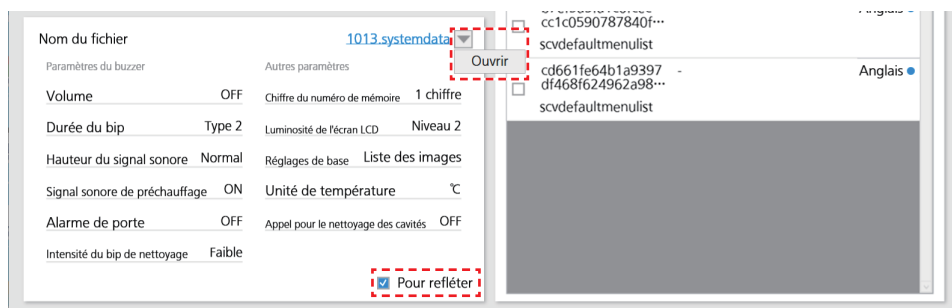 Nom du fichier 1013.systemdata
Ouvrir
Paramètres du buzzer Autres paramètres
Volume OFF Chiffre du numéro de mémoire 1 chiffre
Durée du bip Type 2 Luminosité de l'écran LCD Niveau 2
Hauteur du signal sonore Normal Réglages de base Liste des images
Signal sonore de préchauffage ON Unité de température ℃
Alarme de porte OFF Appel pour le nettoyage des cavités OFF
Intensité du bip de nettoyage Faible
Pour refléter
cc1c0590787840f…
scvdefaultmenulist
cd661fe64b1a9397 - Anglais
df468f624962a98…
scvdefaultmenulist